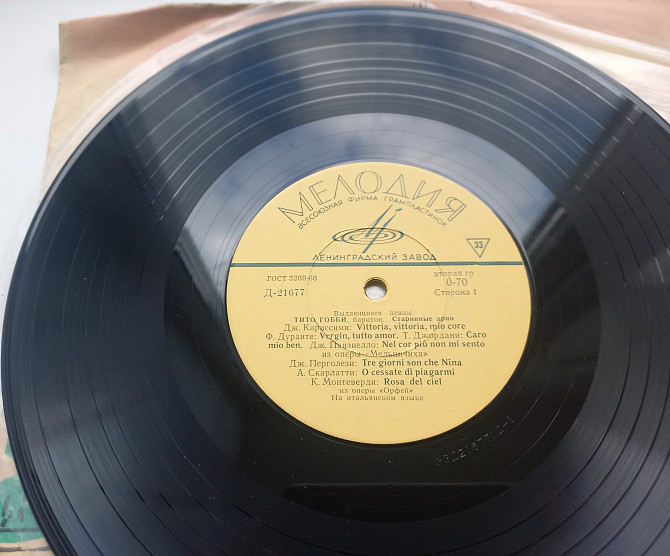 МЕЛОДИЯ
ВСЕСОЮЗНАЯ ФИРМА ГРАМПЛАСТИНОК
ЛЕНИНГРАДСКИЙ ЗАВОД
33
ГОСТ 5289-68
вторая гр
Д-21677
0-70
Сторона 1
Выдающиеся певцы
ТИТО ГОББИ, баритон. Старинные арии
Дж. Кариссими: Vittoria, vittoria, mio core
Ф. Дуранте: Vergin, tutto amor. Т. Джордани: Caro
mio ben. Дж. Паизиелло: Nel cor più non mi sento
из оперы «Мельничиха»
Дж. Перголези: Tre giorni son che Nina
А. Скарлатти: O cessate di piagarmi
К. Монтеверди: Rosa del ciel
из оперы «Орфей»
На итальянском языке